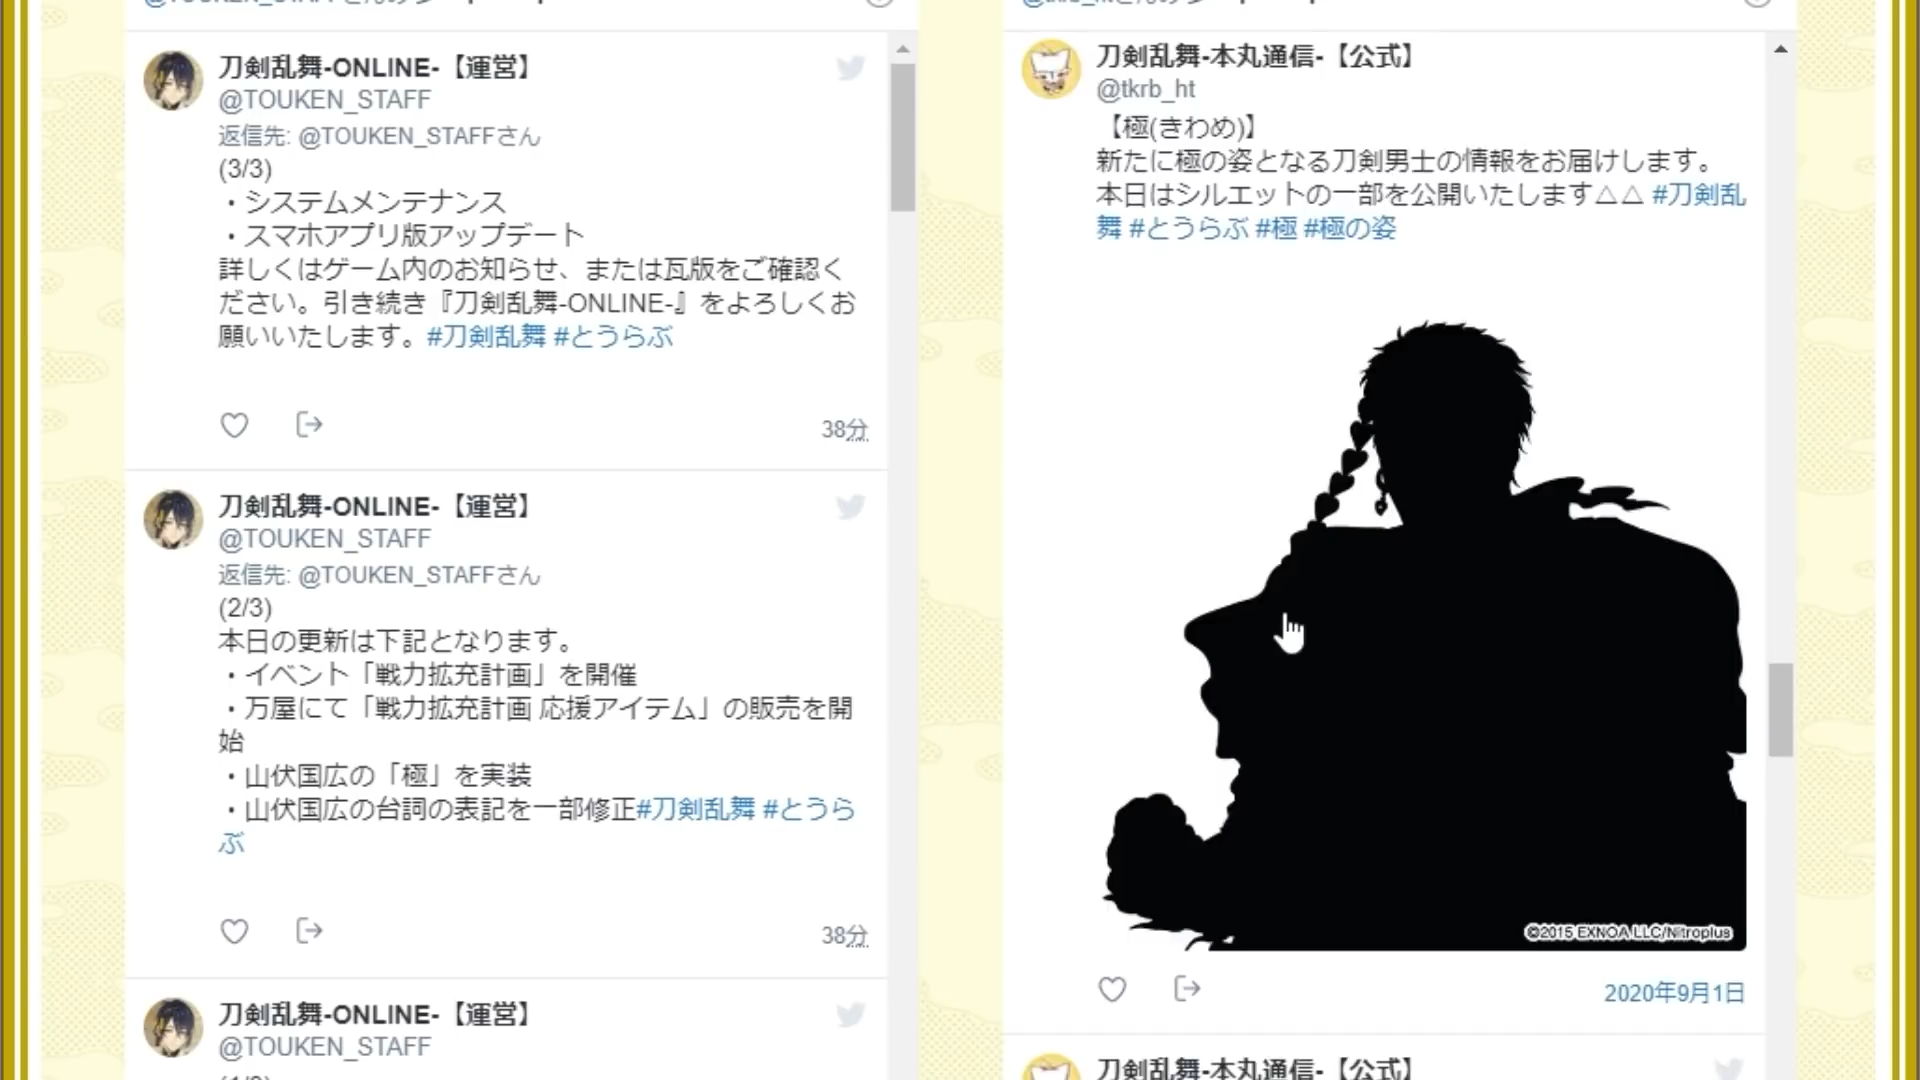 刀剣乱舞-ONLINE-【運営】
@TOUKEN_STAFF
返信先: @TOUKEN_STAFFさん
(3/3)
・システムメンテナンス
・スマホアプリ版アップデート
詳しくはゲーム内のお知らせ、または瓦版をご確認く
ださい。引き続き『刀剣乱舞-ONLINE-』をよろしくお
願いいたします。#刀剣乱舞 #とうらぶ
38分
刀剣乱舞-ONLINE-【運営】
@TOUKEN_STAFF
返信先: @TOUKEN_STAFFさん
(2/3)
本日の更新は下記となります。
・イベント「戦力拡充計画」を開催
・万屋にて「戦力拡充計画 応援アイテム」の販売を開
始
・山伏国広の「極」を実装
・山伏国広の台詞の表記を一部修正#刀剣乱舞 #とうら
ぶ
38分
刀剣乱舞-ONLINE-【運営】
@TOUKEN_STAFF
刀剣乱舞-本丸通信-【公式】
@tkrb_ht
【極(きわめ)】
新たに極の姿となる刀剣男士の情報をお届けします。
本日はシルエットの一部を公開いたします△△ #刀剣乱
舞 #とうらぶ #極 #極の姿
©2015 EXNOA LLC/Nitroplus
2020年9月1日
刀剣乱舞-本丸通信-【公式】